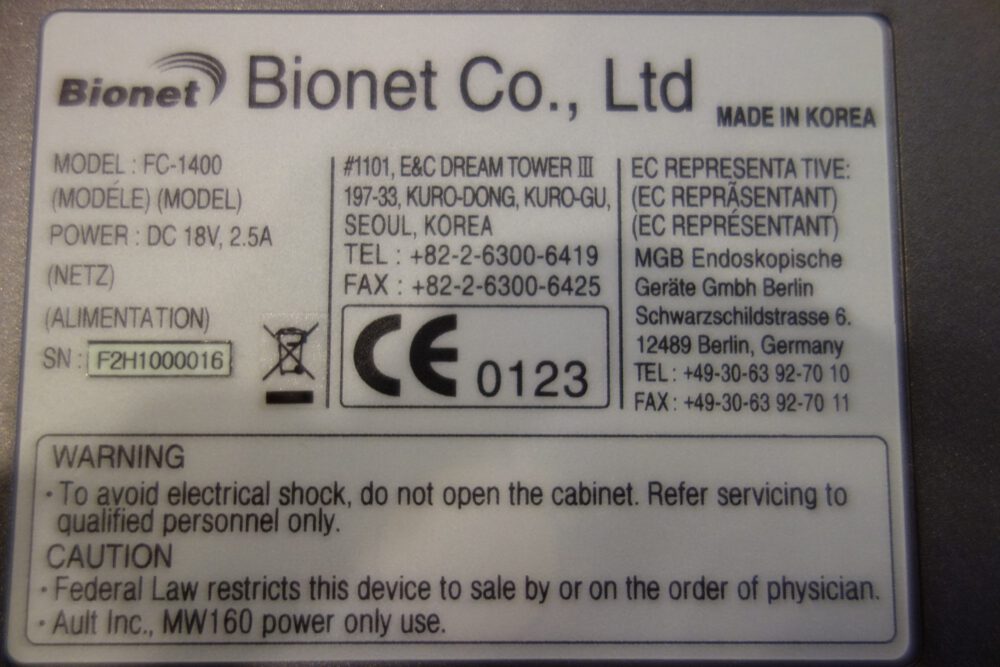 Bionet Bionet Co., Ltd
MADE IN KOREA
MODEL : FC-1400
(MODÉLE) (MODEL)
POWER : DC 18V, 2.5A
(NETZ)
(ALIMENTATION)
SN : F2H1000016
#1101, E&C DREAM TOWER III
197-33, KURO-DONG, KURO-GU,
SEOUL, KOREA
TEL : +82-2-6300-6419
FAX : +82-2-6300-6425
CE 0123
EC REPRESENTA TIVE:
(EC REPRÃSENTANT)
(EC REPRÉSENTANT)
MGB Endoskopische
Geräte Gmbh Berlin
Schwarzschildstrasse 6.
12489 Berlin, Germany
TEL : +49-30-63 92-70 10
FAX : +49-30-63 92-70 11
WARNING
· To avoid electrical shock, do not open the cabinet. Refer servicing to
qualified personnel only.
CAUTION
· Federal Law restricts this device to sale by or on the order of physician.
· Ault Inc., MW160 power only use.